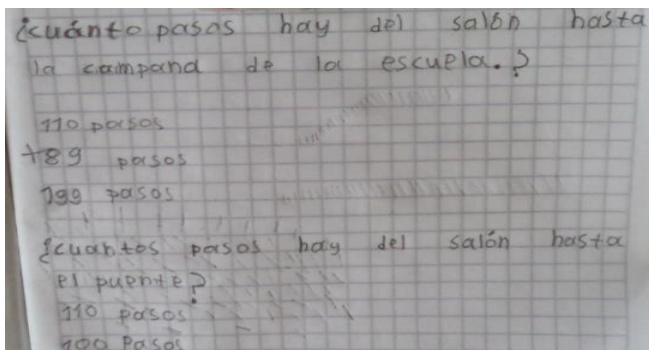 ¿cuánto pasos hay del salón hasta
la campana de la escuela.?
110 pasos
+89 pasos
199 pasos
¿cuantos pasos hay del salón hasta
el puente?
110 pasos
100 Pasos